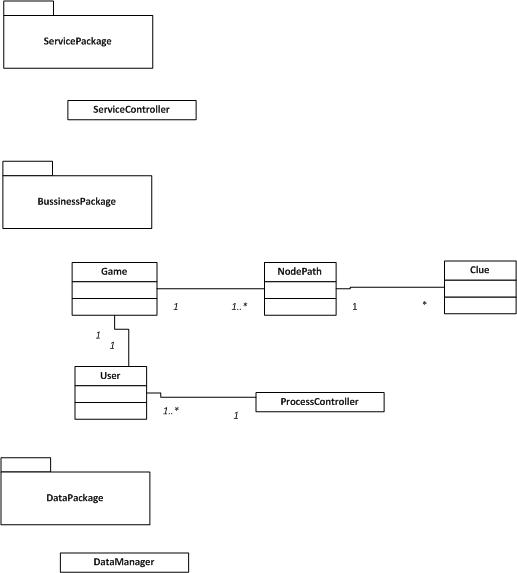 ServicePackage
ServiceController
BussinessPackage
Game
NodePath
Clue
1
1..*
1
*
1
1
User
ProcessController
1..*
1
DataPackage
DataManager